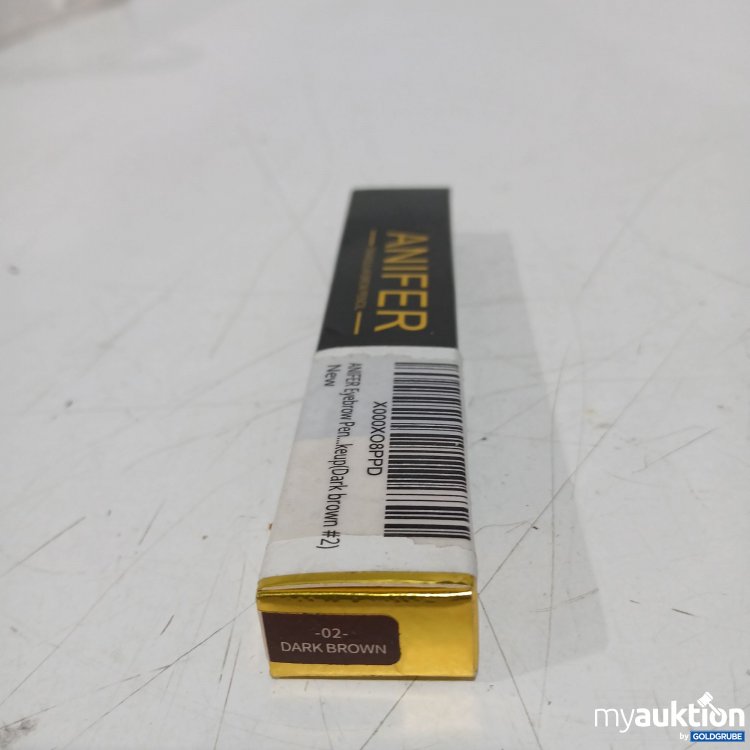 ANIFER
X000XO8PPD
ANIFER Eyebrow Pen...keup(Dark brown #2)
New
-02-
DARK BROWN
myauktion
by GOLDGRUBE